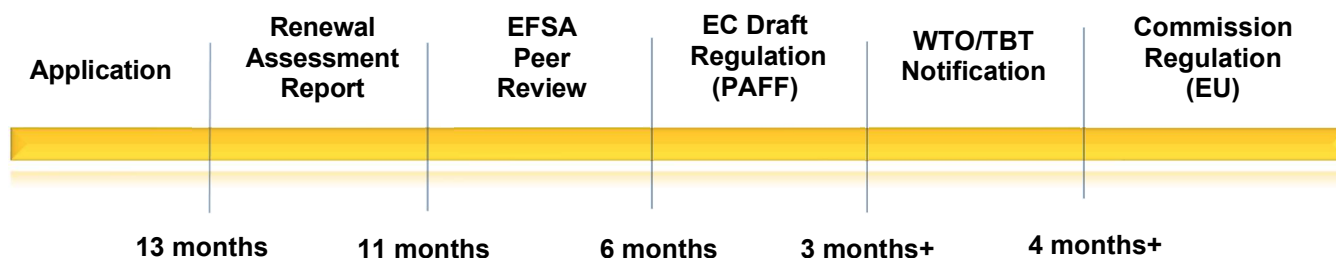 Application
Renewal
Assessment
Report
EFSA
Peer
Review
EC Draft
Regulation
(PAFF)
WTO/TBT
Notification
Commission
Regulation
(EU)
13 months
11 months
6 months
3 months+
4 months+